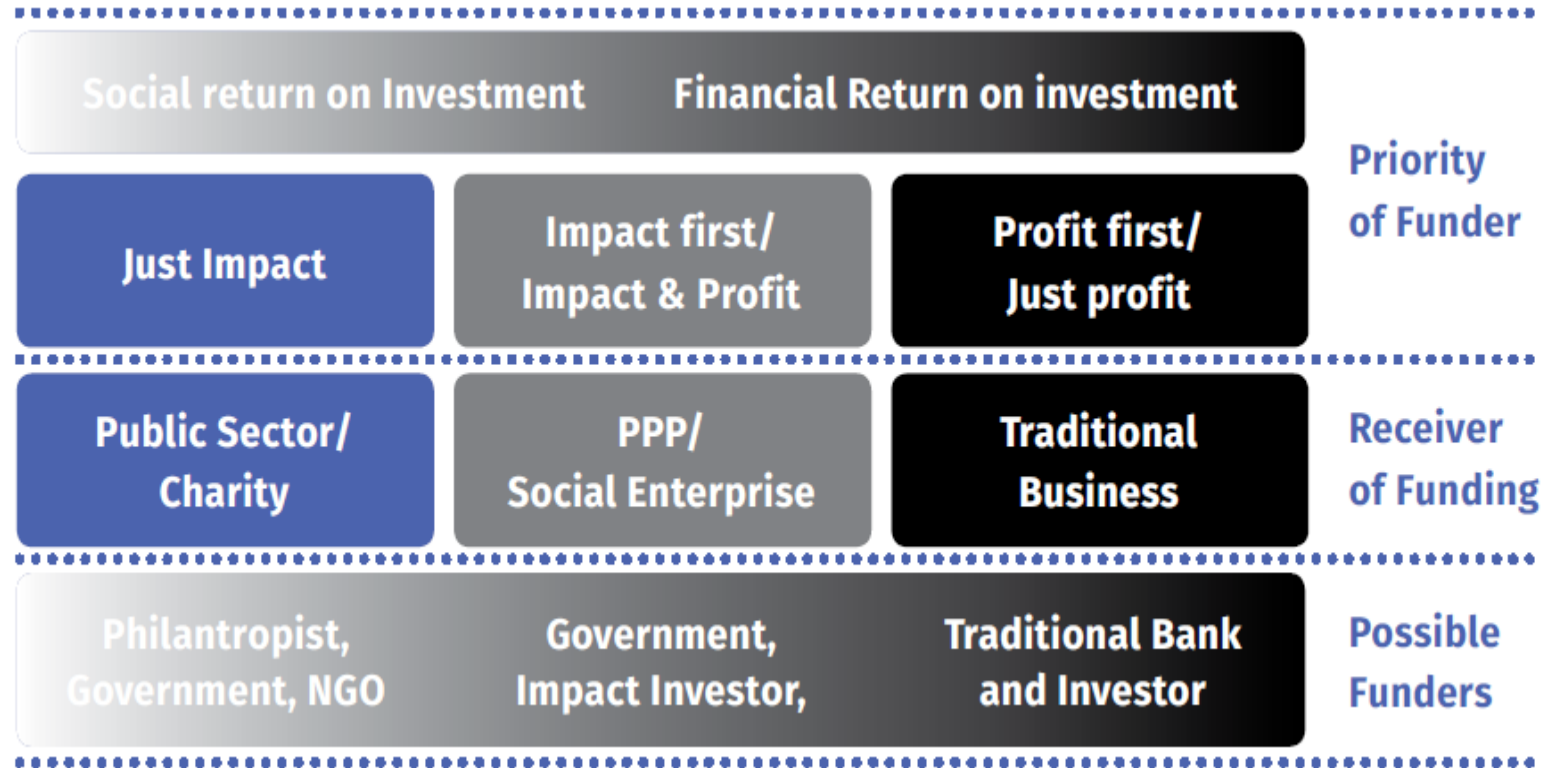 Social return on Investment Financial Return on investment
Priority
of Funder
Just Impact
Impact first/
Impact & Profit
Profit first/
Just profit
Public Sector/
Charity
PPP/
Social Enterprise
Traditional
Business
Receiver
of Funding
Philantropist,
Government, NGO
Government,
Impact Investor,
Traditional Bank
and Investor
Possible
Funders